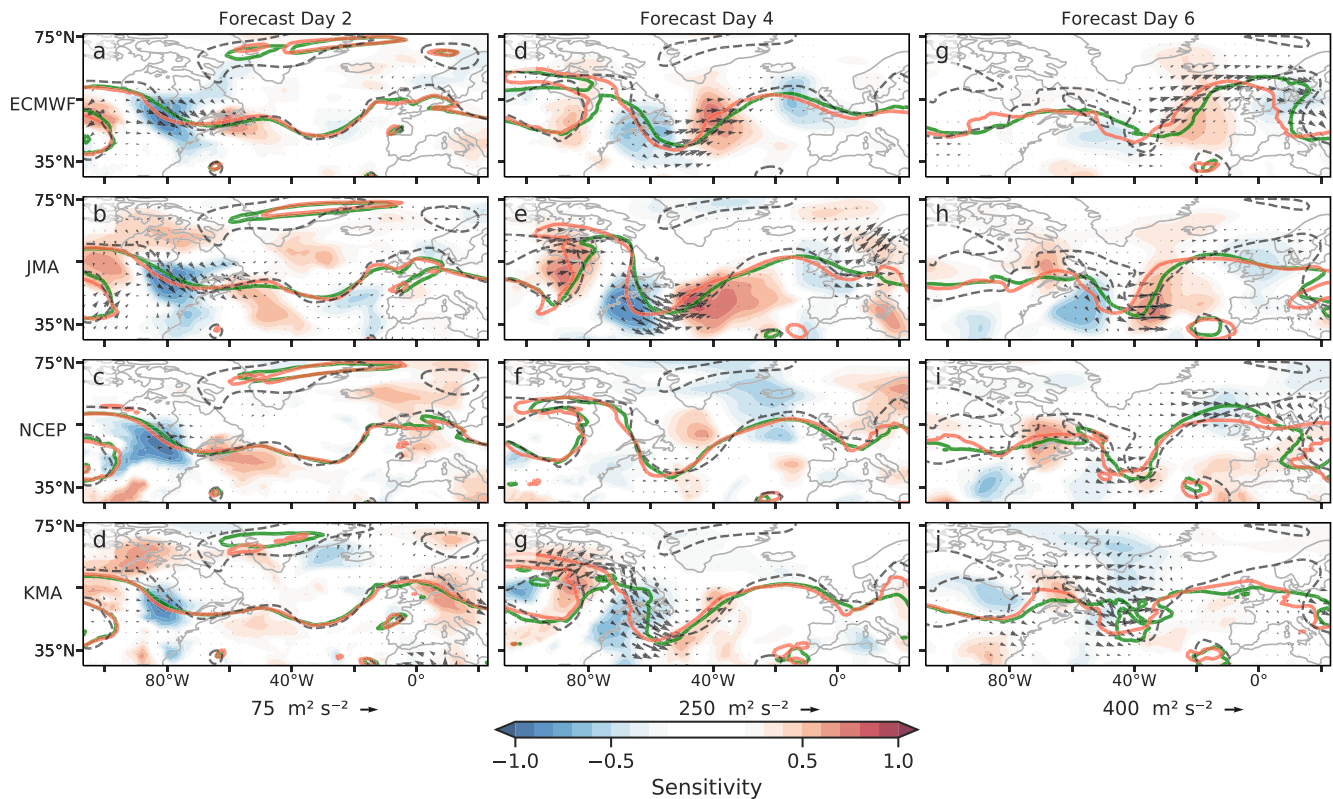 Forecast Day 2 Forecast Day 4 Forecast Day 6
75°N a d g
ECMWF
35°N
75°N b e h
JMA
35°N
75°N c f i
NCEP
35°N
75°N d g j
KMA
35°N
80°W 40°W 0° 80°W 40°W 0° 80°W 40°W 0°
75 m² s⁻² 250 m² s⁻² 400 m² s⁻²
−1.0 −0.5 0.5 1.0
Sensitivity